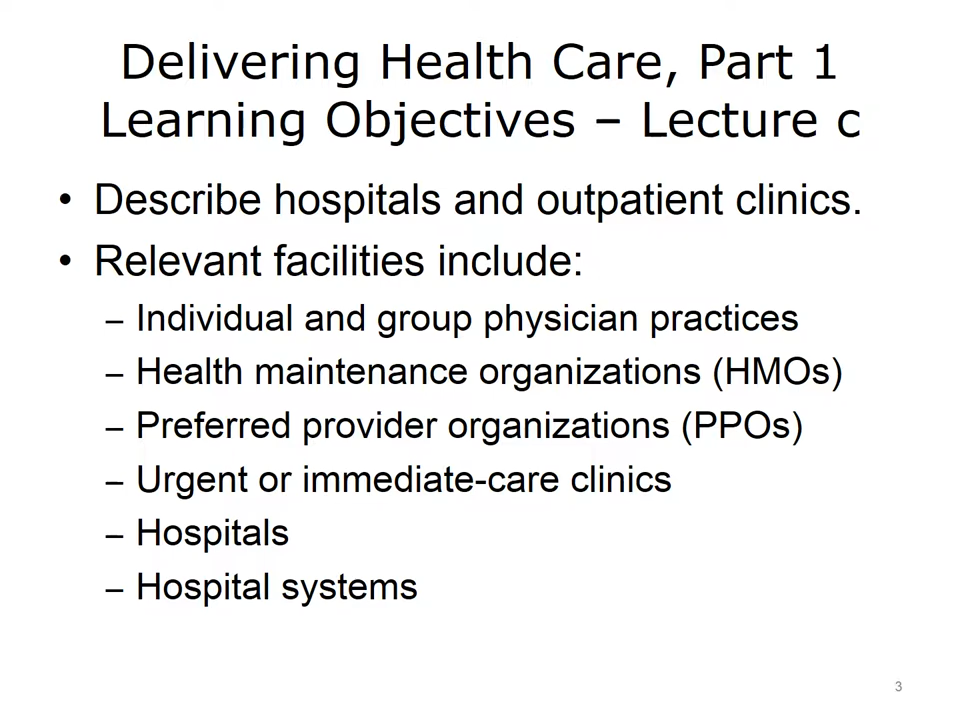 Delivering Health Care, Part 1
Learning Objectives – Lecture c
• Describe hospitals and outpatient clinics.
• Relevant facilities include:
– Individual and group physician practices
– Health maintenance organizations (HMOs)
– Preferred provider organizations (PPOs)
– Urgent or immediate-care clinics
– Hospitals
– Hospital systems
3